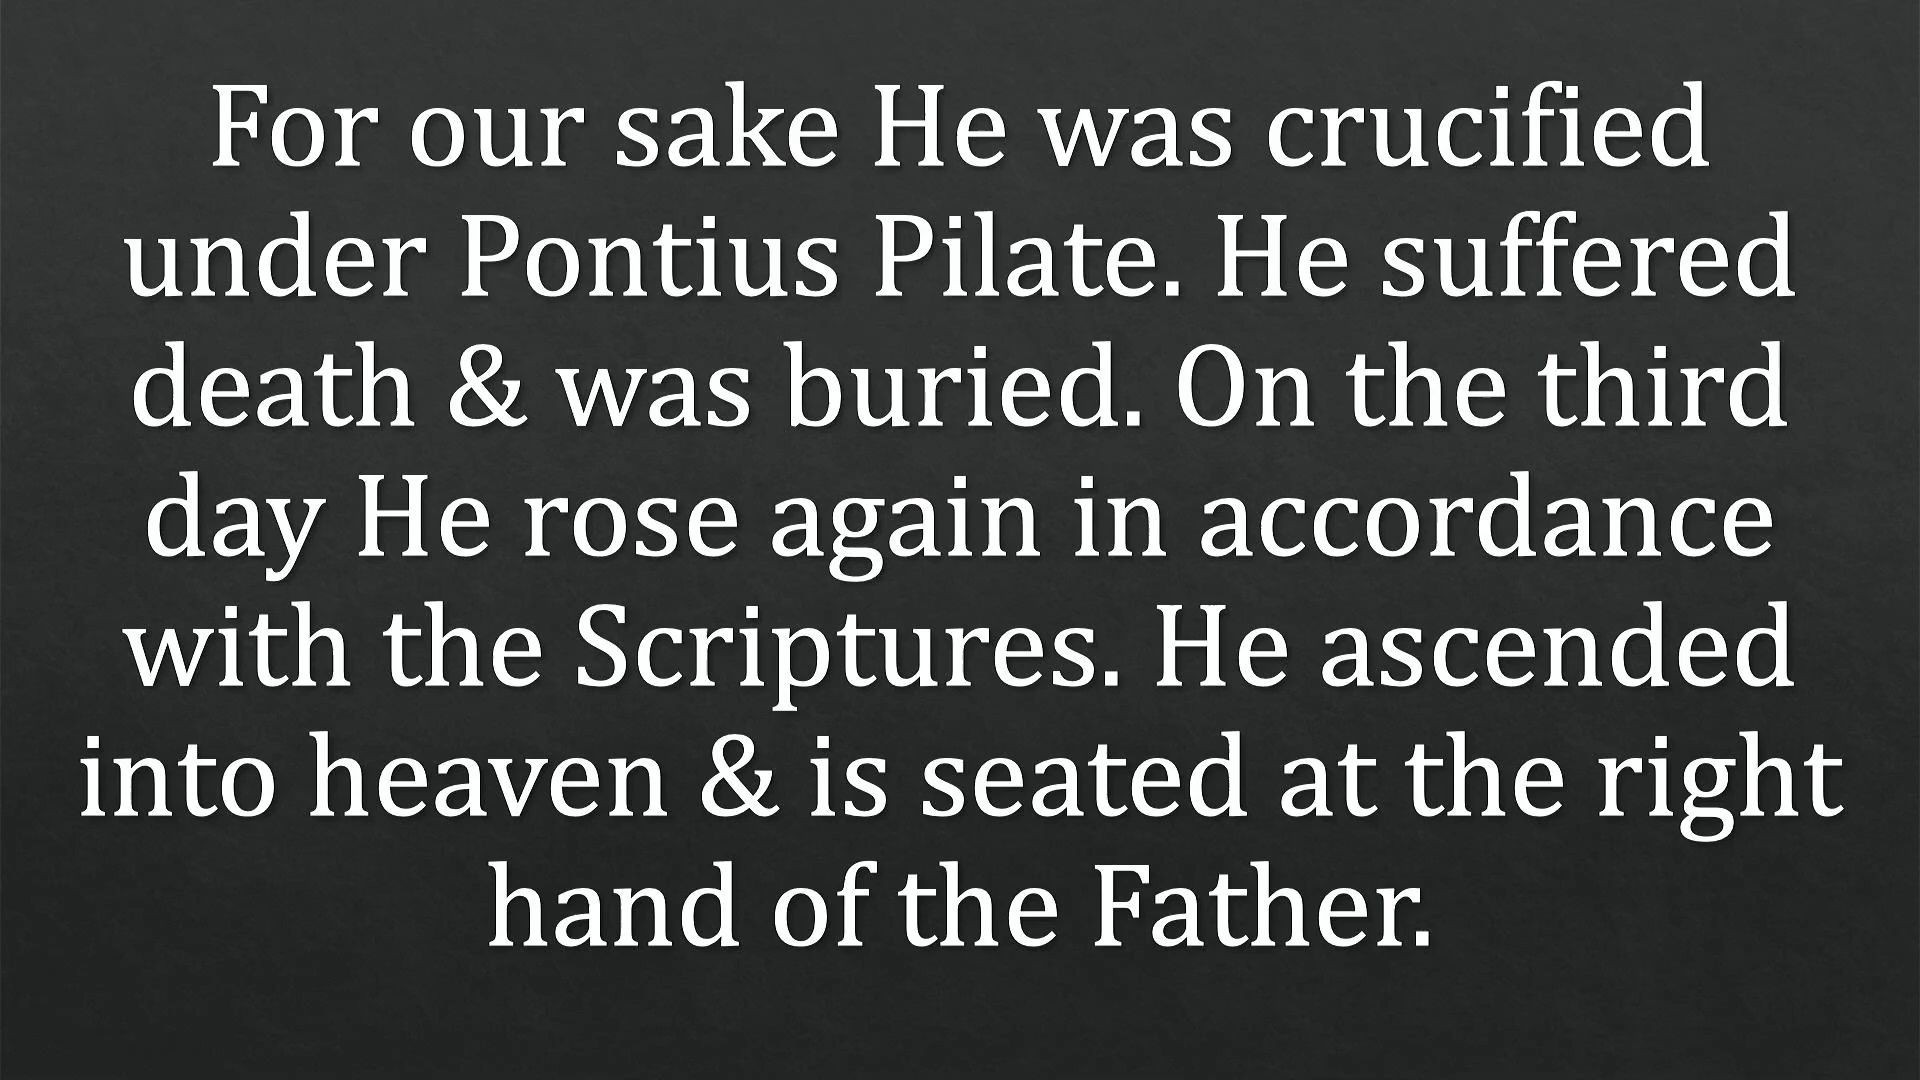 For our sake He was crucified
under Pontius Pilate. He suffered
death & was buried. On the third
day He rose again in accordance
with the Scriptures. He ascended
into heaven & is seated at the right
hand of the Father.